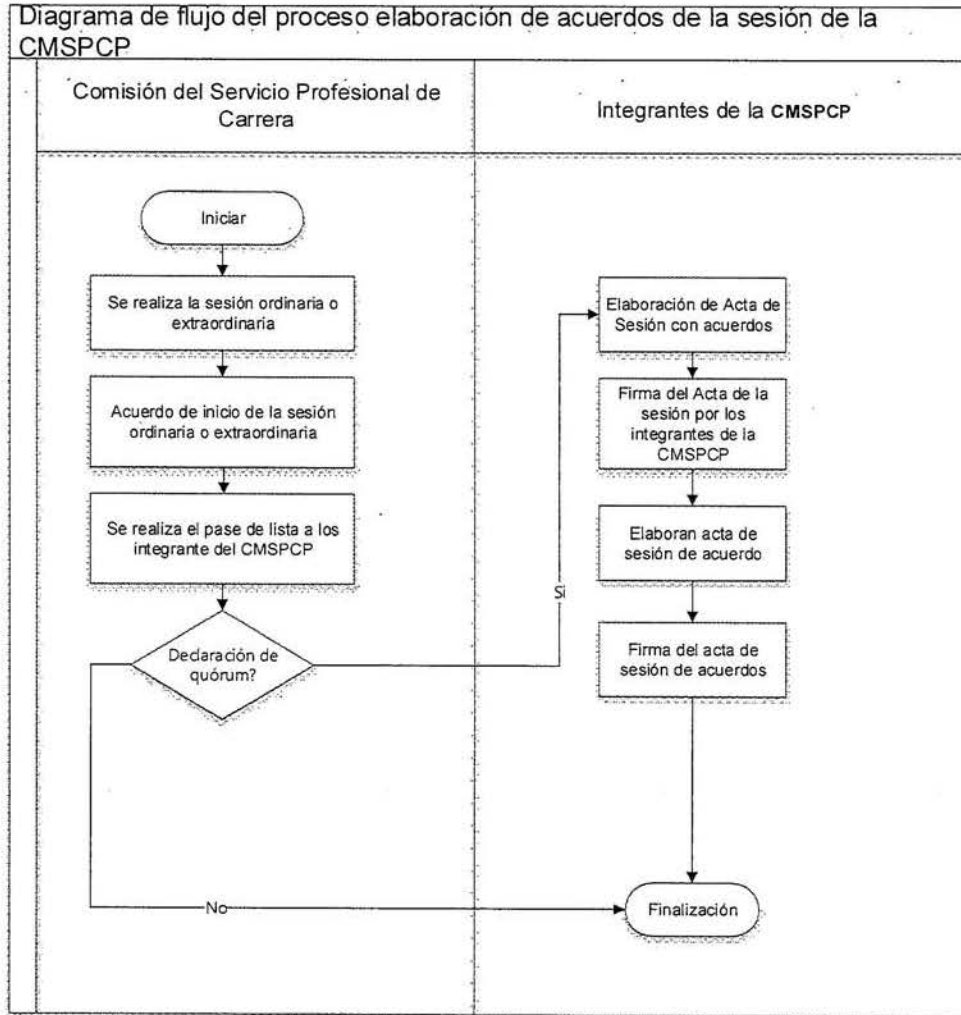 Diagrama de flujo del proceso elaboración de acuerdos de la sesión de la
CMSPCP
Comisión del Servicio Profesional de
Carrera
Integrantes de la CMSPCP
Iniciar
Se realiza la sesión ordinaria o
extraordinaria
Acuerdo de inicio de la sesión
ordinaria o extraordinaria
Se realiza el pase de lista a los
integrante del CMSPCP
Declaración de
quórum?
Si
No
Elaboración de Acta de
Sesión con acuerdos
Firma del Acta de la
sesión por los
integrantes de la
CMSPCP
Elaboran acta de
sesión de acuerdo
Firma del acta de
sesión de acuerdos
Finalización